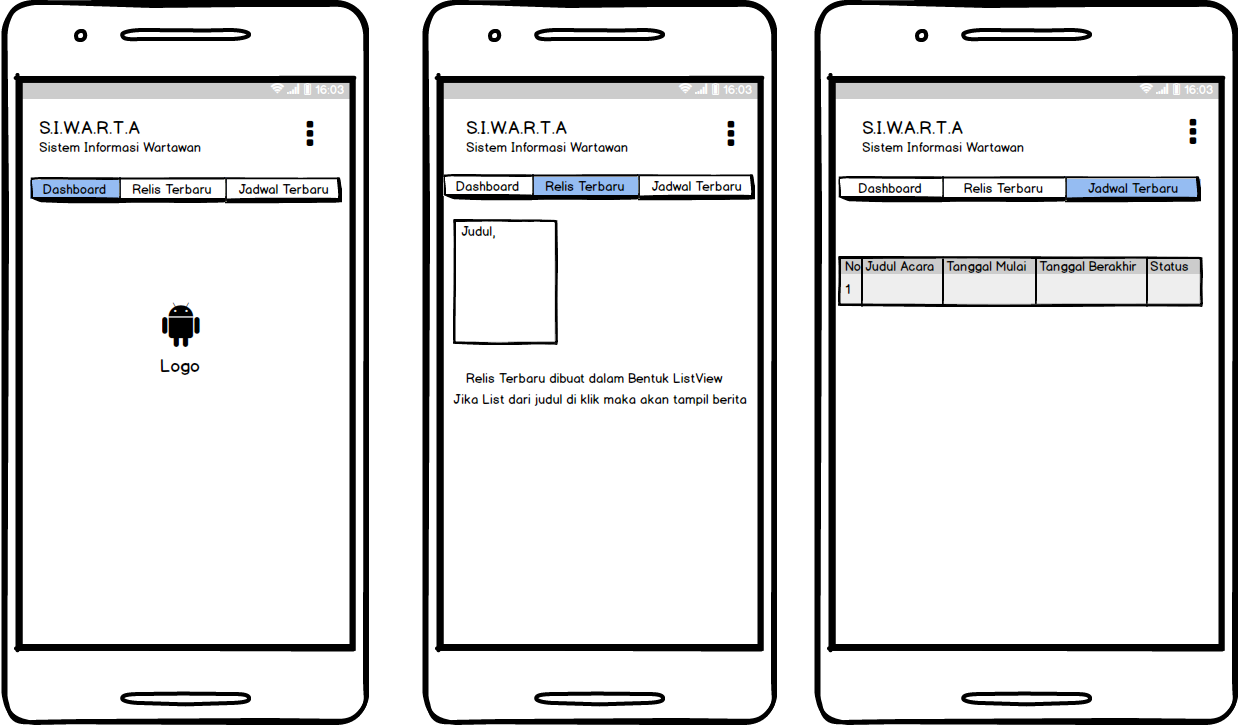 16:03
S.I.W.A.R.T.A
Sistem Informasi Wartawan
Dashboard Relis Terbaru Jadwal Terbaru
Logo
16:03
S.I.W.A.R.T.A
Sistem Informasi Wartawan
Dashboard Relis Terbaru Jadwal Terbaru
Judul,
Relis Terbaru dibuat dalam Bentuk ListView
Jika List dari judul di klik maka akan tampil berita
16:03
S.I.W.A.R.T.A
Sistem Informasi Wartawan
Dashboard Relis Terbaru Jadwal Terbaru
No Judul Acara Tanggal Mulai Tanggal Berakhir Status
1